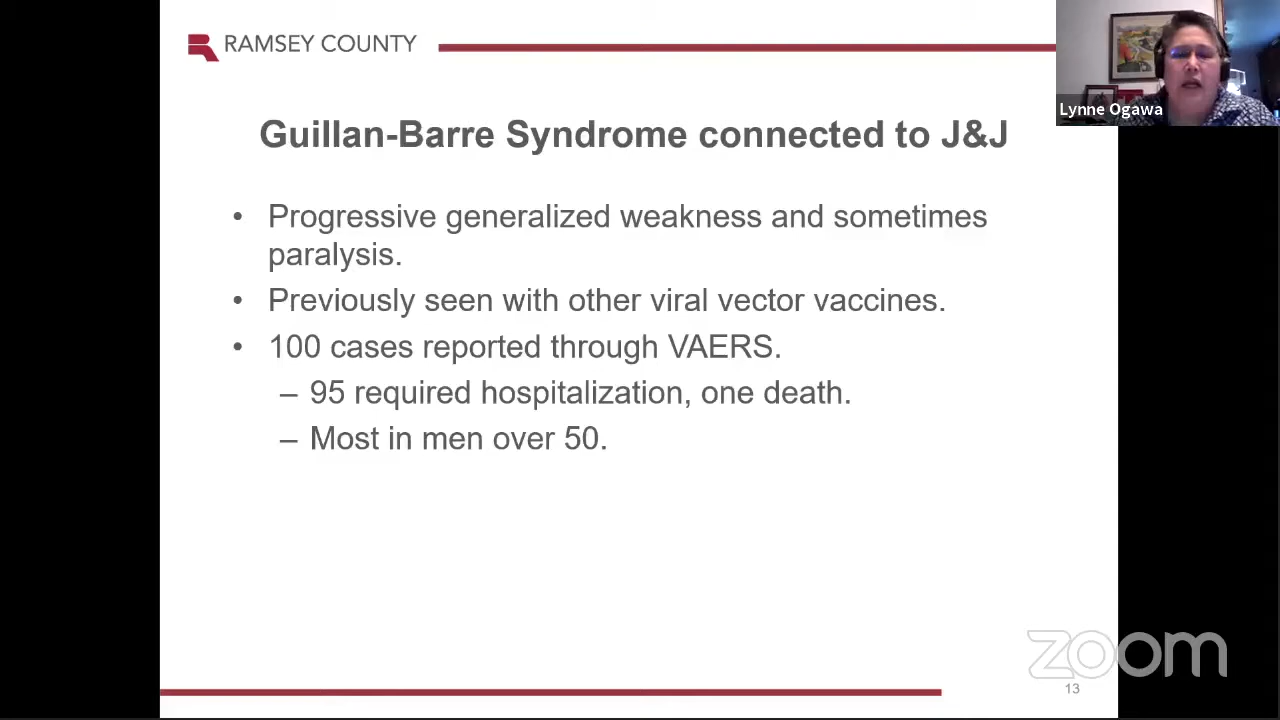 RAMSEY COUNTY
Lynne Ogawa
Guillan-Barre Syndrome connected to J&J
• Progressive generalized weakness and sometimes
paralysis.
• Previously seen with other viral vector vaccines.
• 100 cases reported through VAERS.
– 95 required hospitalization, one death.
– Most in men over 50.
zoom
13